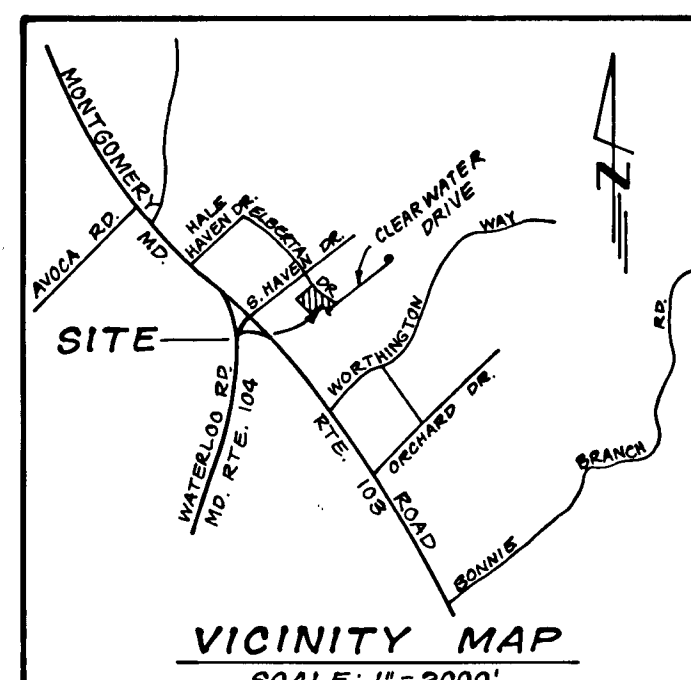 MONTGOMERY
AVOCA RD.
MD.
HALE
HAVEN DR.
ELBERTA
DR
S. HAVEN DR.
CLEARWATER
DRIVE
WAY
WORTHINGTON
N
SITE
WATERLOO RD.
MD. RTE. 104
RTE. 103
ROAD
ORCHARD DR.
BONNIE
BRANCH
RD.
VICINITY MAP
SCALE: 1" = 2000'